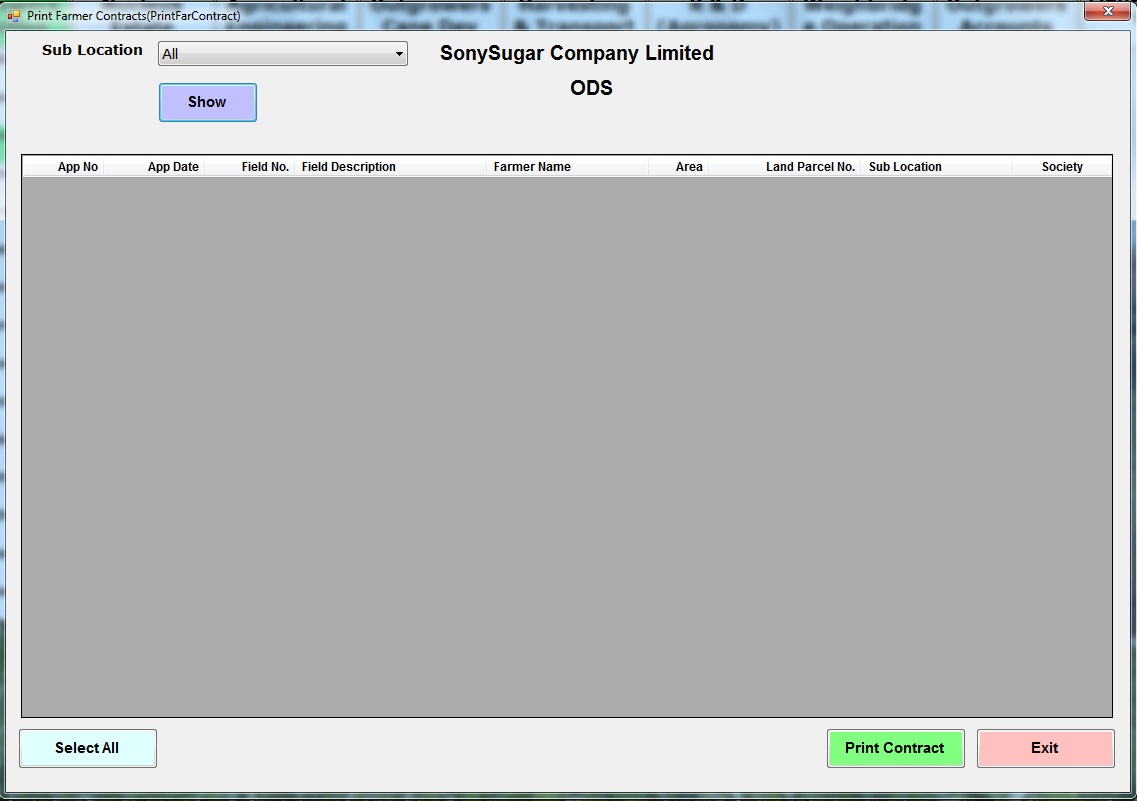 Print Farmer Contracts(PrintFarContract)
Sub Location All
SonySugar Company Limited
ODS
Show
App No App Date Field No. Field Description Farmer Name Area Land Parcel No. Sub Location Society
Select All Print Contract Exit